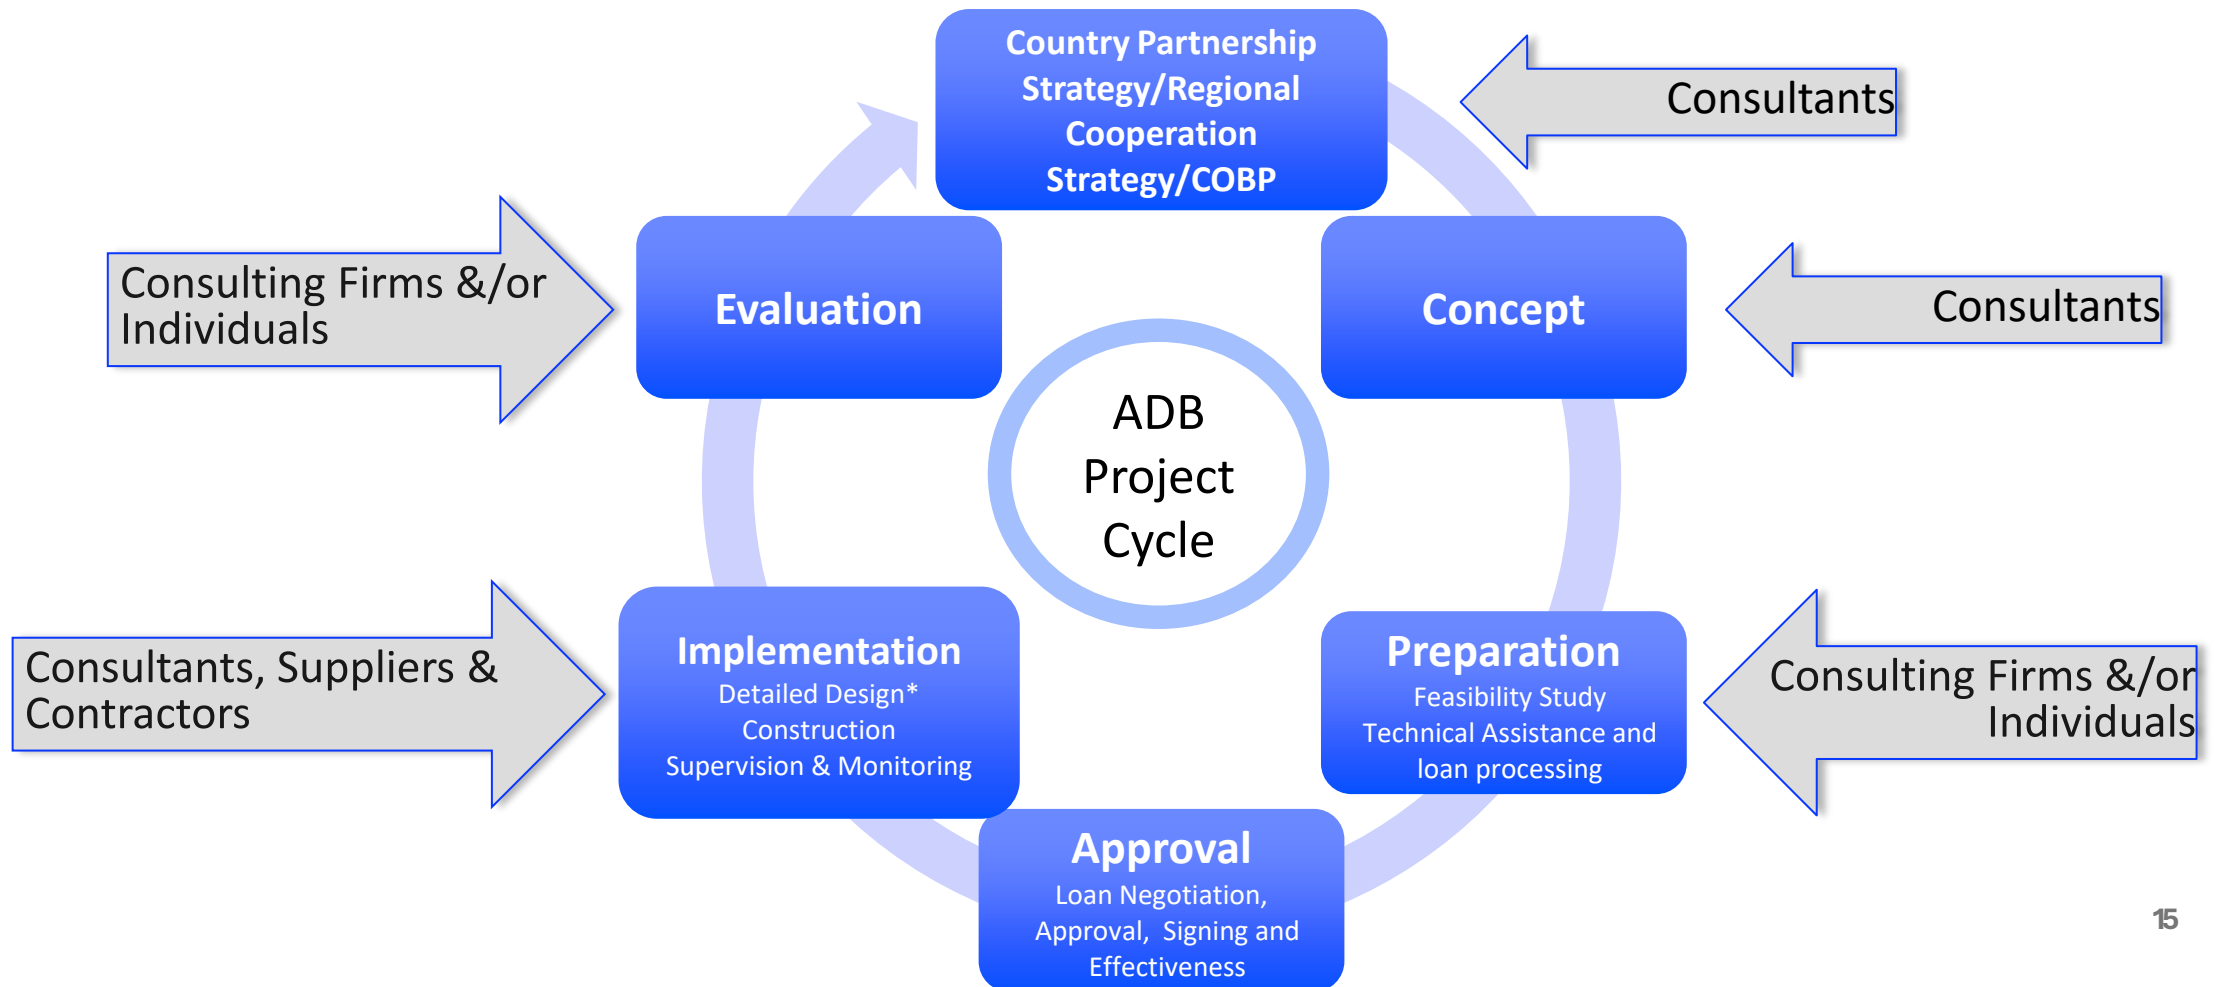 Country Partnership
Strategy/Regional
Cooperation
Strategy/COBP
Consultants
Concept
Consultants
Preparation
Feasibility Study
Technical Assistance and
loan processing
Consulting Firms &/or
Individuals
Approval
Loan Negotiation,
Approval, Signing and
Effectiveness
Implementation
Detailed Design*
Construction
Supervision & Monitoring
Consultants, Suppliers &
Contractors
Evaluation
Consulting Firms &/or
Individuals
ADB
Project
Cycle
15